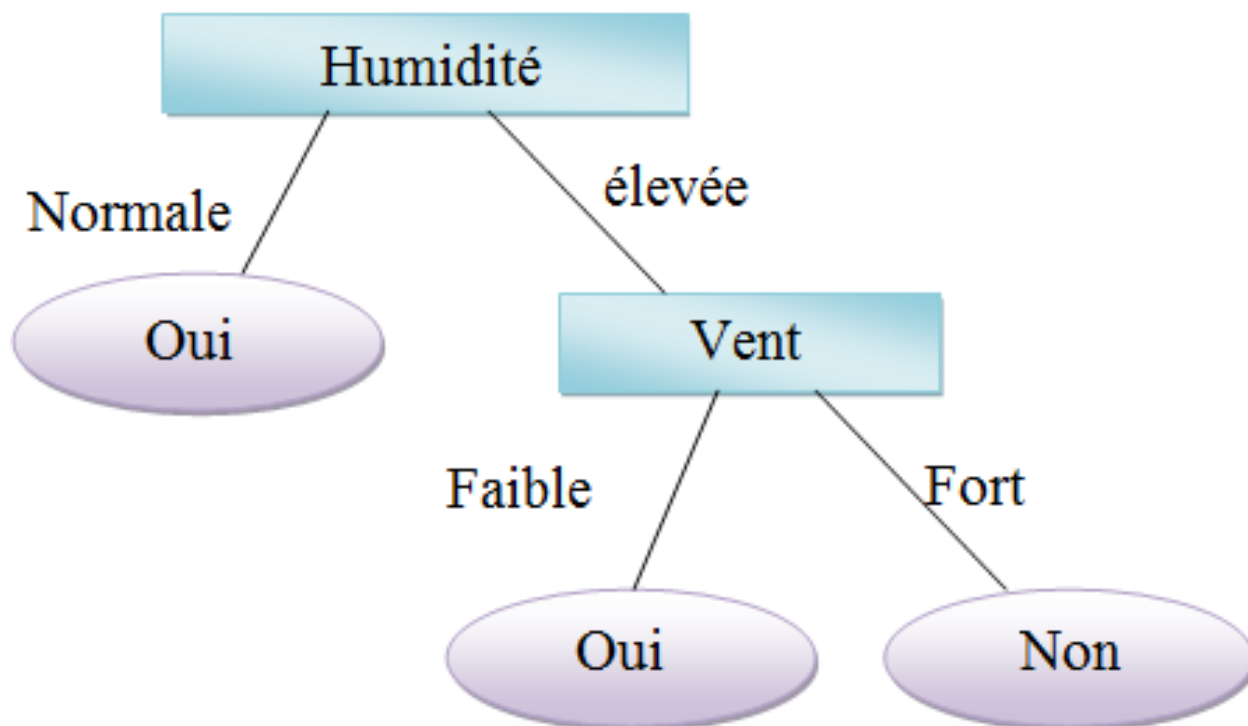 Humidité
Normale
élevée
Oui
Vent
Faible
Fort
Oui
Non